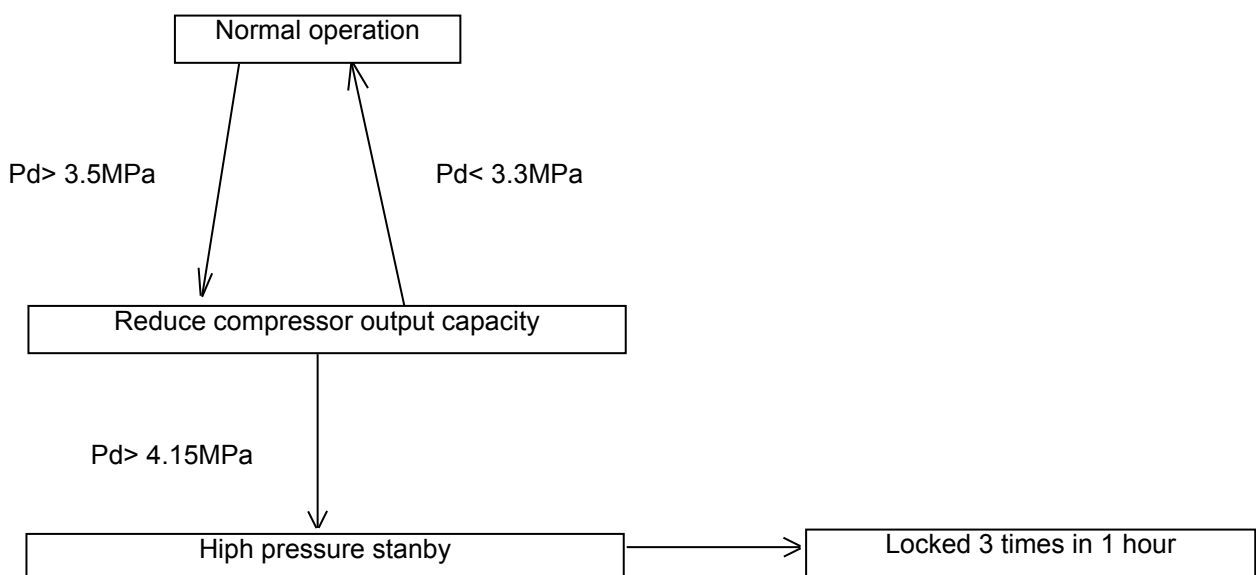 Normal operation
Pd> 3.5MPa
Pd< 3.3MPa
Reduce compressor output capacity
Pd> 4.15MPa
Hiph pressure stanby
Locked 3 times in 1 hour